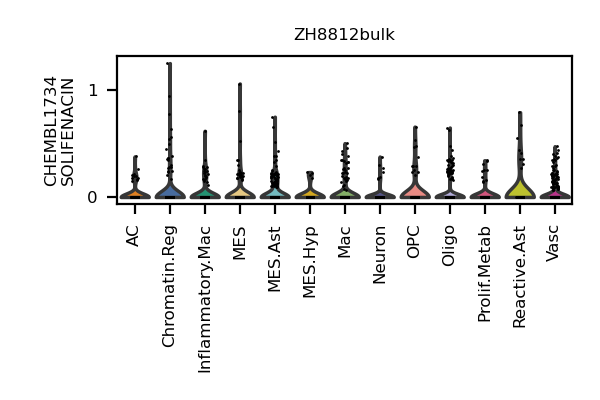 ZH8812bulk
CHEMBL1734
SOLIFENACIN
1
0
AC
Chromatin.Reg
Inflammatory.Mac
MES
MES.Ast
MES.Hyp
Mac
Neuron
OPC
Oligo
Prolif.Metab
Reactive.Ast
Vasc